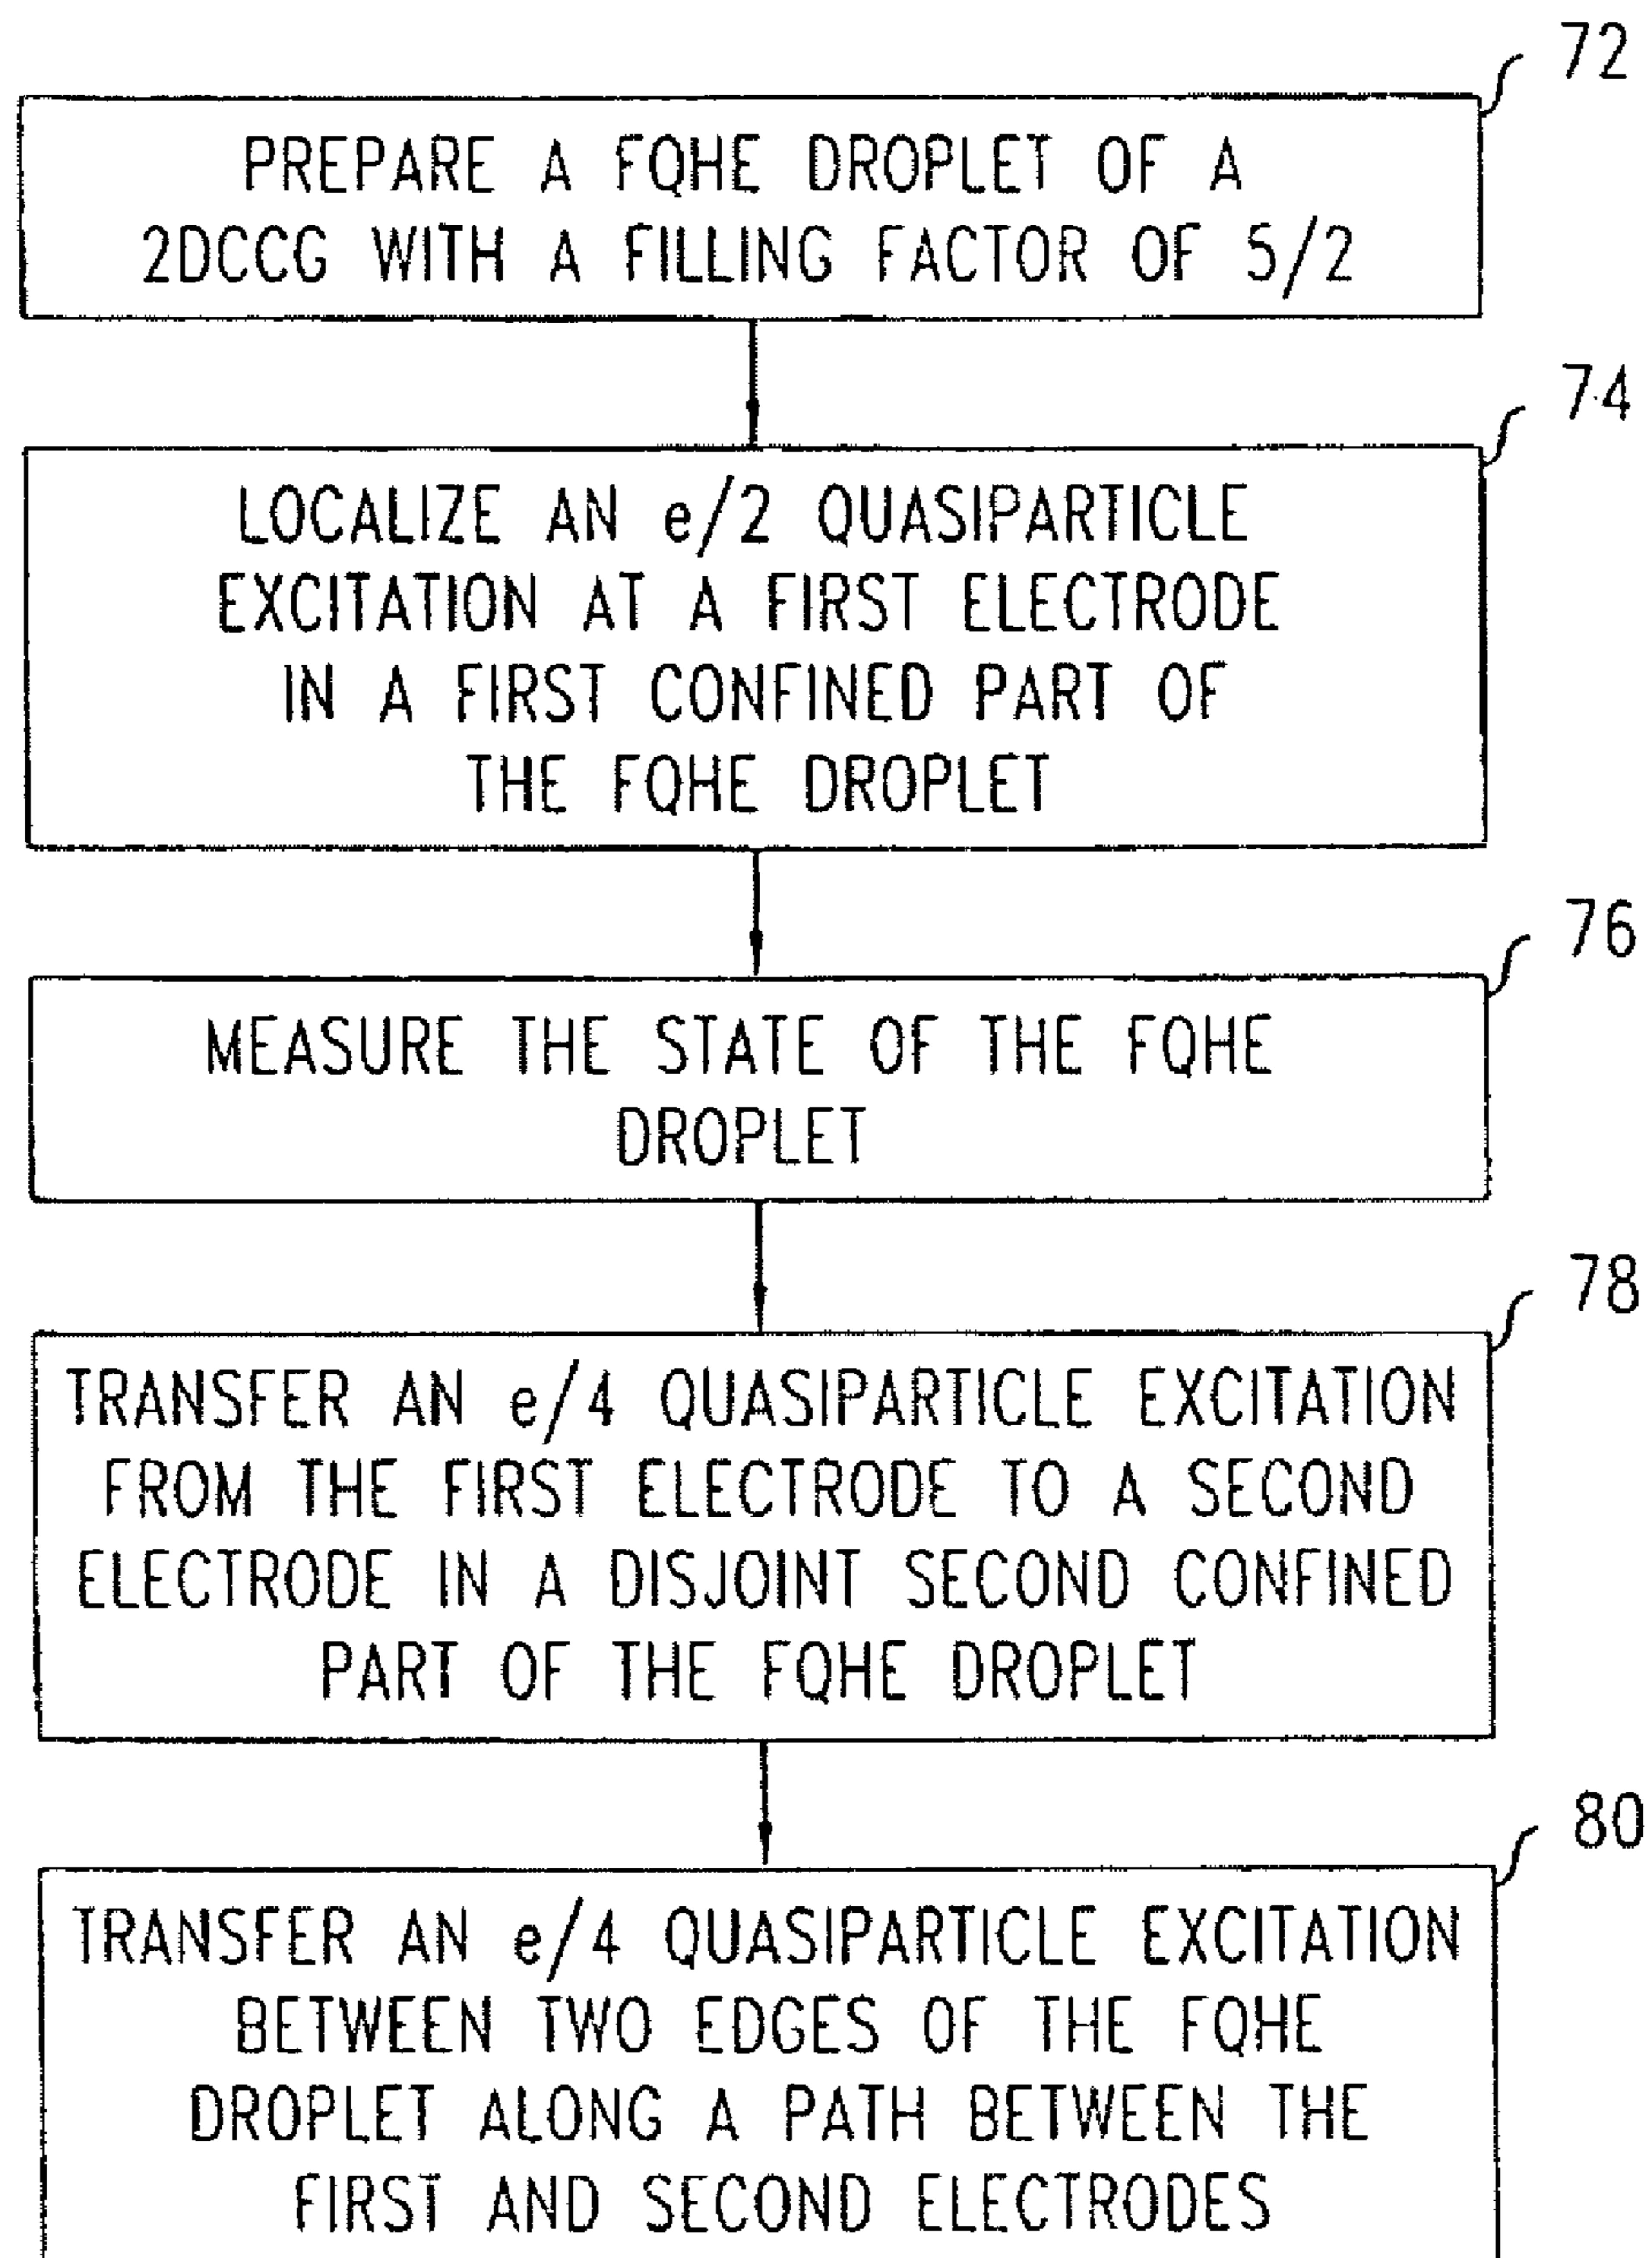 72
PREPARE A FQHE DROPLET OF A
2DCCG WITH A FILLING FACTOR OF 5/2
74
LOCALIZE AN e/2 QUASIPARTICLE
EXCITATION AT A FIRST ELECTRODE
IN A FIRST CONFINED PART OF
THE FQHE DROPLET
76
MEASURE THE STATE OF THE FQHE
DROPLET
78
TRANSFER AN e/4 QUASIPARTICLE EXCITATION
FROM THE FIRST ELECTRODE TO A SECOND
ELECTRODE IN A DISJOINT SECOND CONFINED
PART OF THE FQHE DROPLET
80
TRANSFER AN e/4 QUASIPARTICLE EXCITATION
BETWEEN TWO EDGES OF THE FQHE
DROPLET ALONG A PATH BETWEEN THE
FIRST AND SECOND ELECTRODES